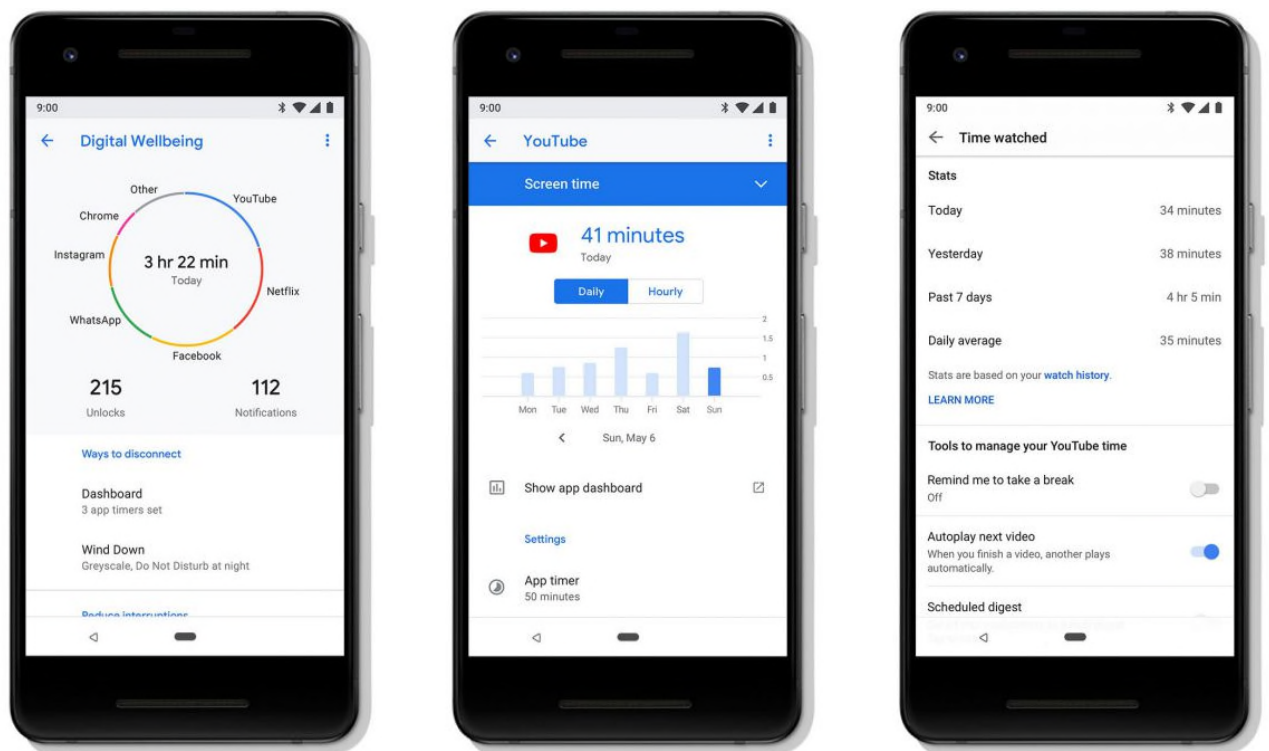 9:00
Digital Wellbeing
Other
YouTube
Chrome
Instagram
3 hr 22 min
Today
Netflix
WhatsApp
Facebook
215
112
Unlocks
Notifications
Ways to disconnect
Dashboard
3 app timers set
Wind Down
Greyscale, Do Not Disturb at night
Reduce interruptions
9:00
YouTube
Screen time
41 minutes
Today
Daily Hourly
2
1.5
1
0.5
Mon Tue Wed Thu Fri Sat Sun
Sun, May 6
Show app dashboard
Settings
App timer
50 minutes
9:00
Time watched
Stats
Today 34 minutes
Yesterday 38 minutes
Past 7 days 4 hr 5 min
Daily average 35 minutes
Stats are based on your watch history.
LEARN MORE
Tools to manage your YouTube time
Remind me to take a break
Off
Autoplay next video
When you finish a video, another plays
automatically.
Scheduled digest